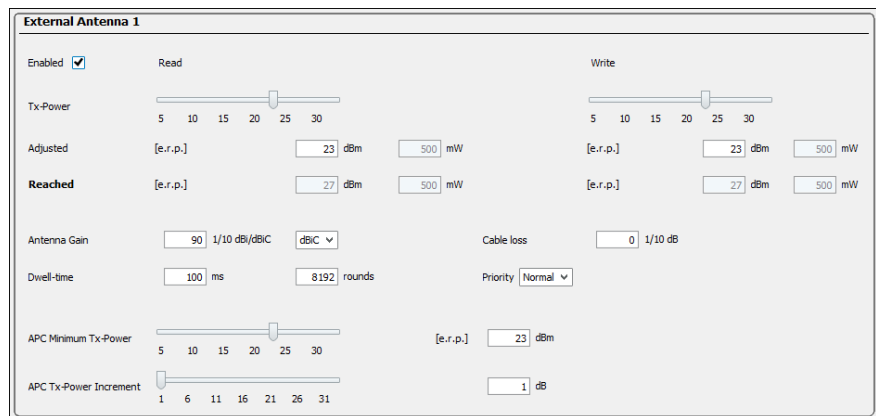 External Antenna 1
Enabled Read Write
Tx-Power
5 10 15 20 25 30 5 10 15 20 25 30
Adjusted [e.r.p.] 23 dBm 500 mW [e.r.p.] 23 dBm 500 mW
Reached [e.r.p.] 27 dBm 500 mW [e.r.p.] 27 dBm 500 mW
Antenna Gain 90 1/10 dBi/dBiC dBiC Cable loss 0 1/10 dB
Dwell-time 100 ms 8192 rounds Priority Normal
APC Minimum Tx-Power [e.r.p.] 23 dBm
5 10 15 20 25 30
APC Tx-Power Increment 1 dB
1 6 11 16 21 26 31